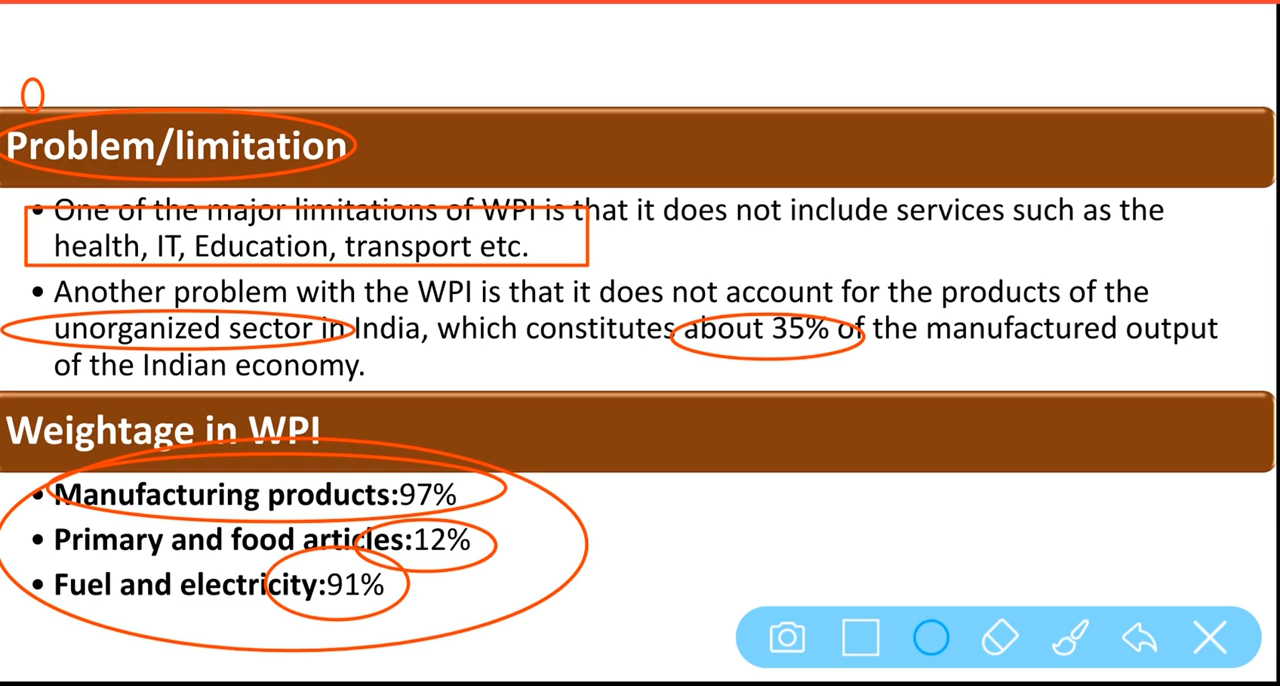 Problem/limitation
• One of the major limitations of WPI is that it does not include services such as the
health, IT, Education, transport etc.
• Another problem with the WPI is that it does not account for the products of the
unorganized sector in India, which constitutes about 35% of the manufactured output
of the Indian economy.
Weightage in WPI
• Manufacturing products:97%
• Primary and food articles:12%
• Fuel and electricity:91%